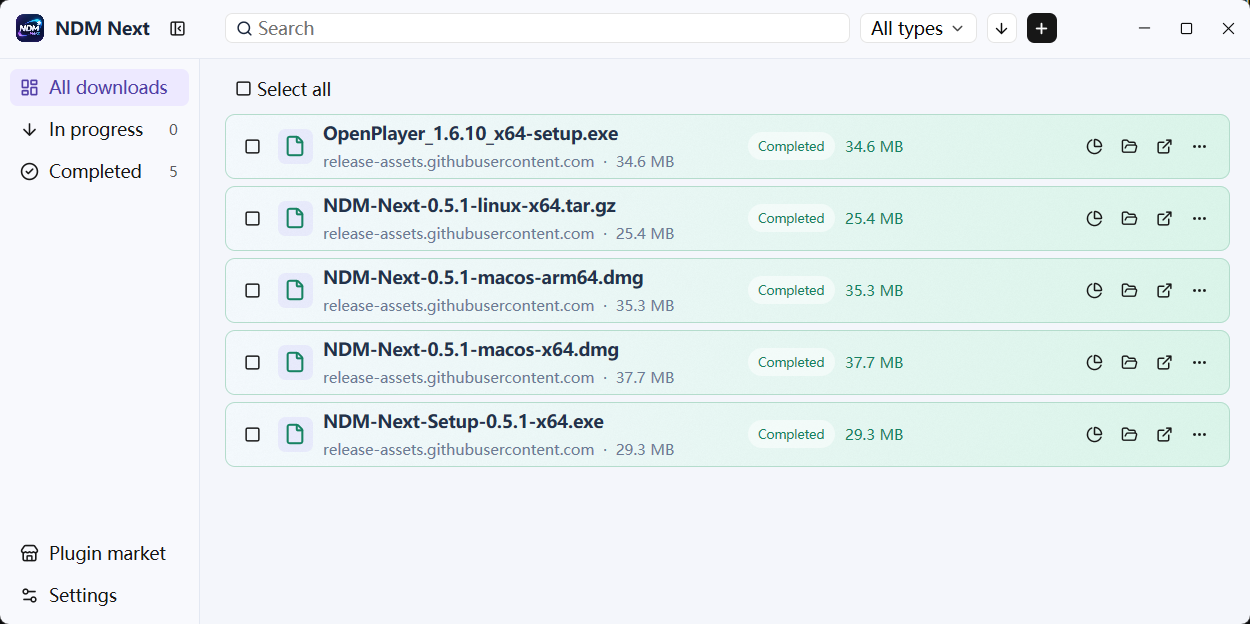 NDM Next
Search
All types
All downloads
In progress 0
Completed 5
Select all
OpenPlayer_1.6.10_x64-setup.exe
release-assets.githubusercontent.com · 34.6 MB
Completed 34.6 MB
NDM-Next-0.5.1-linux-x64.tar.gz
release-assets.githubusercontent.com · 25.4 MB
Completed 25.4 MB
NDM-Next-0.5.1-macos-arm64.dmg
release-assets.githubusercontent.com · 35.3 MB
Completed 35.3 MB
NDM-Next-0.5.1-macos-x64.dmg
release-assets.githubusercontent.com · 37.7 MB
Completed 37.7 MB
NDM-Next-Setup-0.5.1-x64.exe
release-assets.githubusercontent.com · 29.3 MB
Completed 29.3 MB
Plugin market
Settings